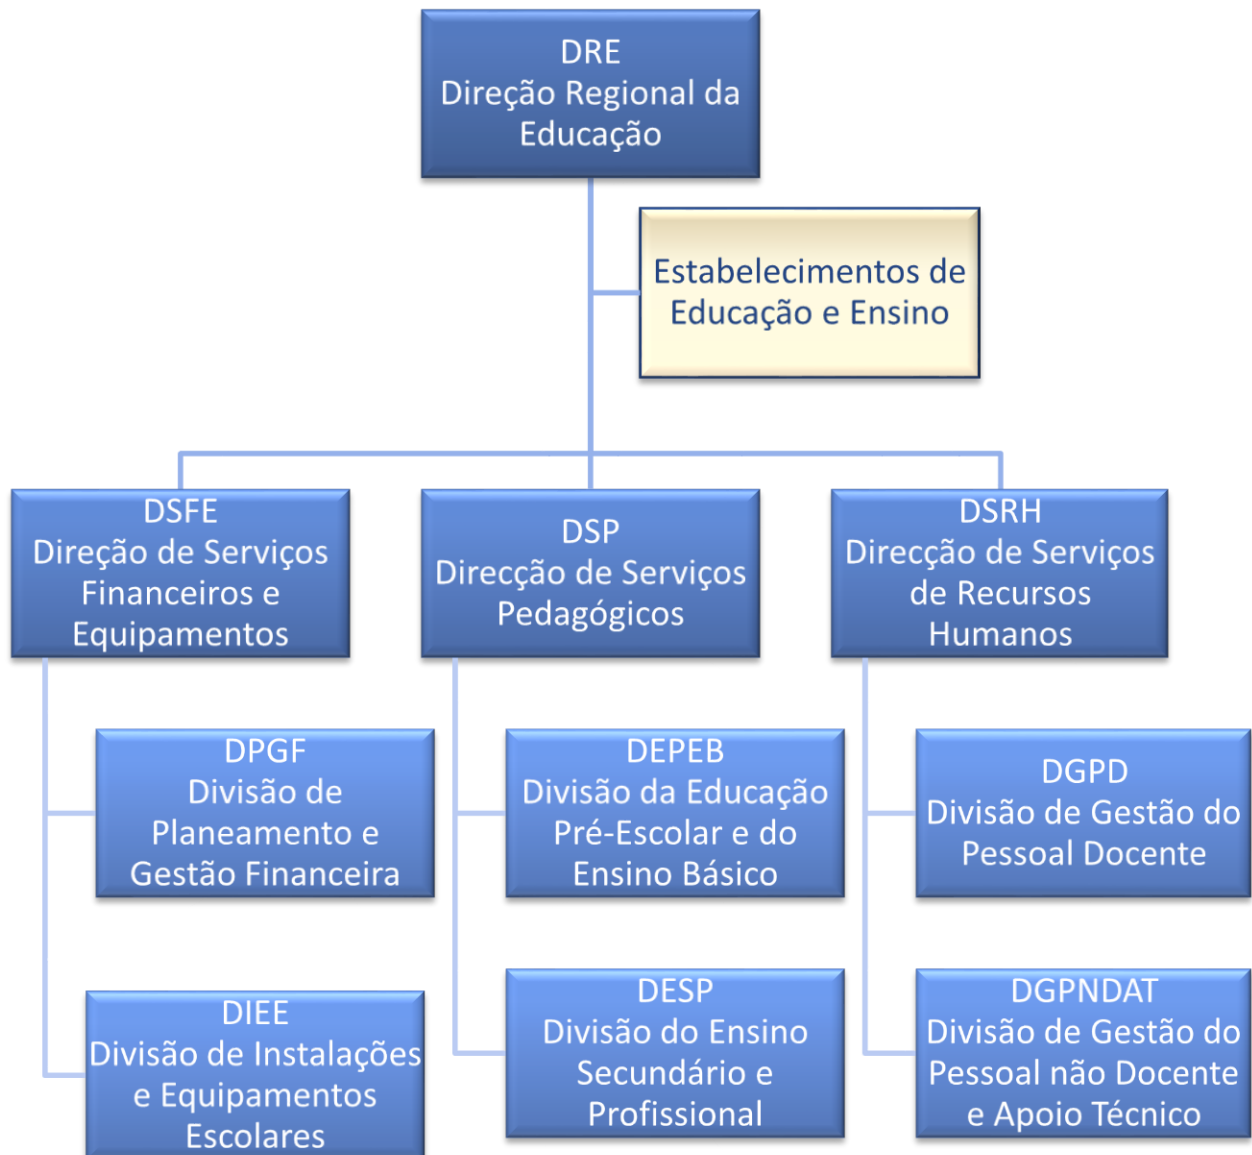 DRE
Direção Regional da
Educação
Estabelecimentos de
Educação e Ensino
DSFE
Direção de Serviços
Financeiros e
Equipamentos
DSP
Direcção de Serviços
Pedagógicos
DSRH
Direcção de Serviços
de Recursos
Humanos
DPGF
Divisão de
Planeamento e
Gestão Financeira
DEPEB
Divisão da Educação
Pré-Escolar e do
Ensino Básico
DGPD
Divisão de Gestão do
Pessoal Docente
DIEE
Divisão de Instalações
e Equipamentos
Escolares
DESP
Divisão do Ensino
Secundário e
Profissional
DGPNDAT
Divisão de Gestão do
Pessoal não Docente
e Apoio Técnico